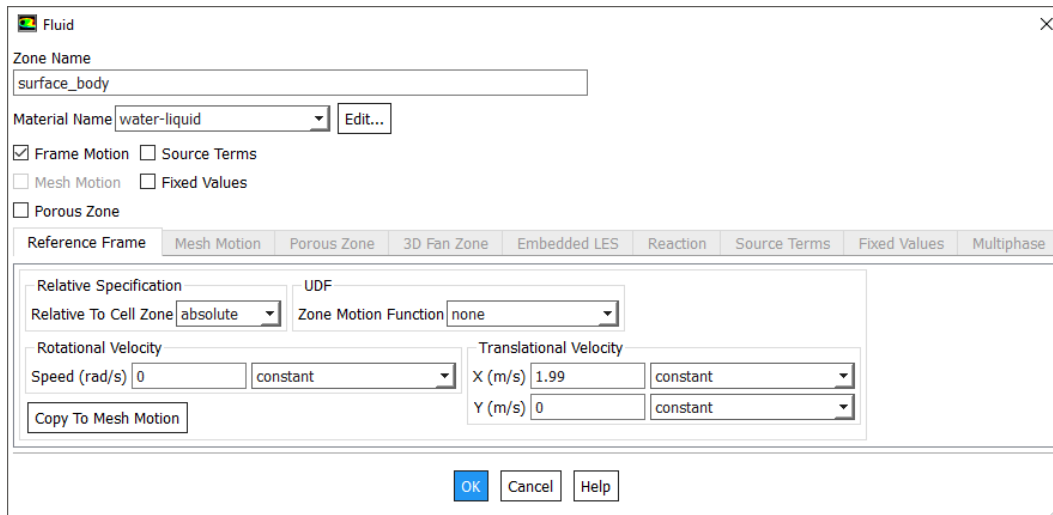 Fluid
Zone Name
surface_body
Material Name water-liquid Edit...
Frame Motion Source Terms
Mesh Motion Fixed Values
Porous Zone
Reference Frame Mesh Motion Porous Zone 3D Fan Zone Embedded LES Reaction Source Terms Fixed Values Multiphase
Relative Specification UDF
Relative To Cell Zone absolute Zone Motion Function none
Rotational Velocity Translational Velocity
Speed (rad/s) 0 constant X (m/s) 1.99 constant
Y (m/s) 0 constant
Copy To Mesh Motion
OK Cancel Help